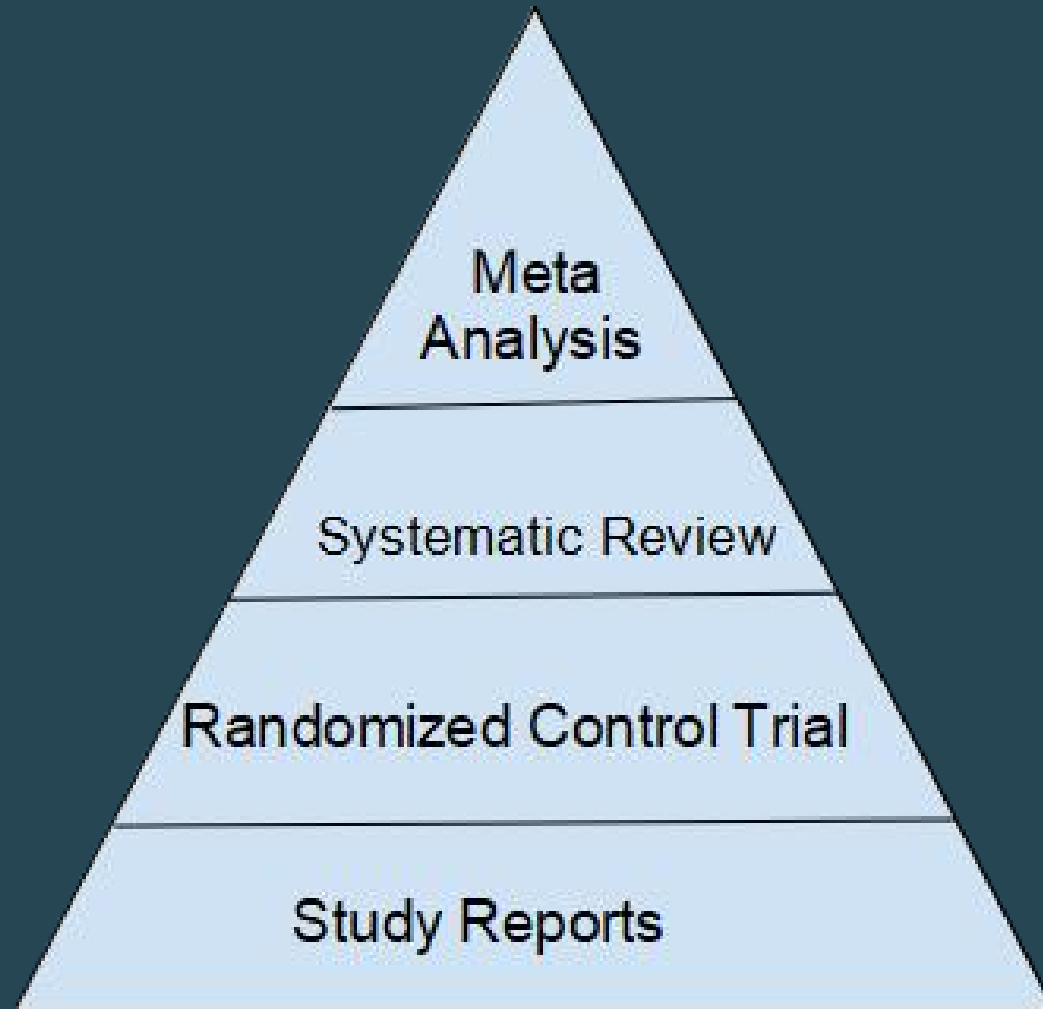 Meta
Analysis
Systematic Review
Randomized Control Trial
Study Reports